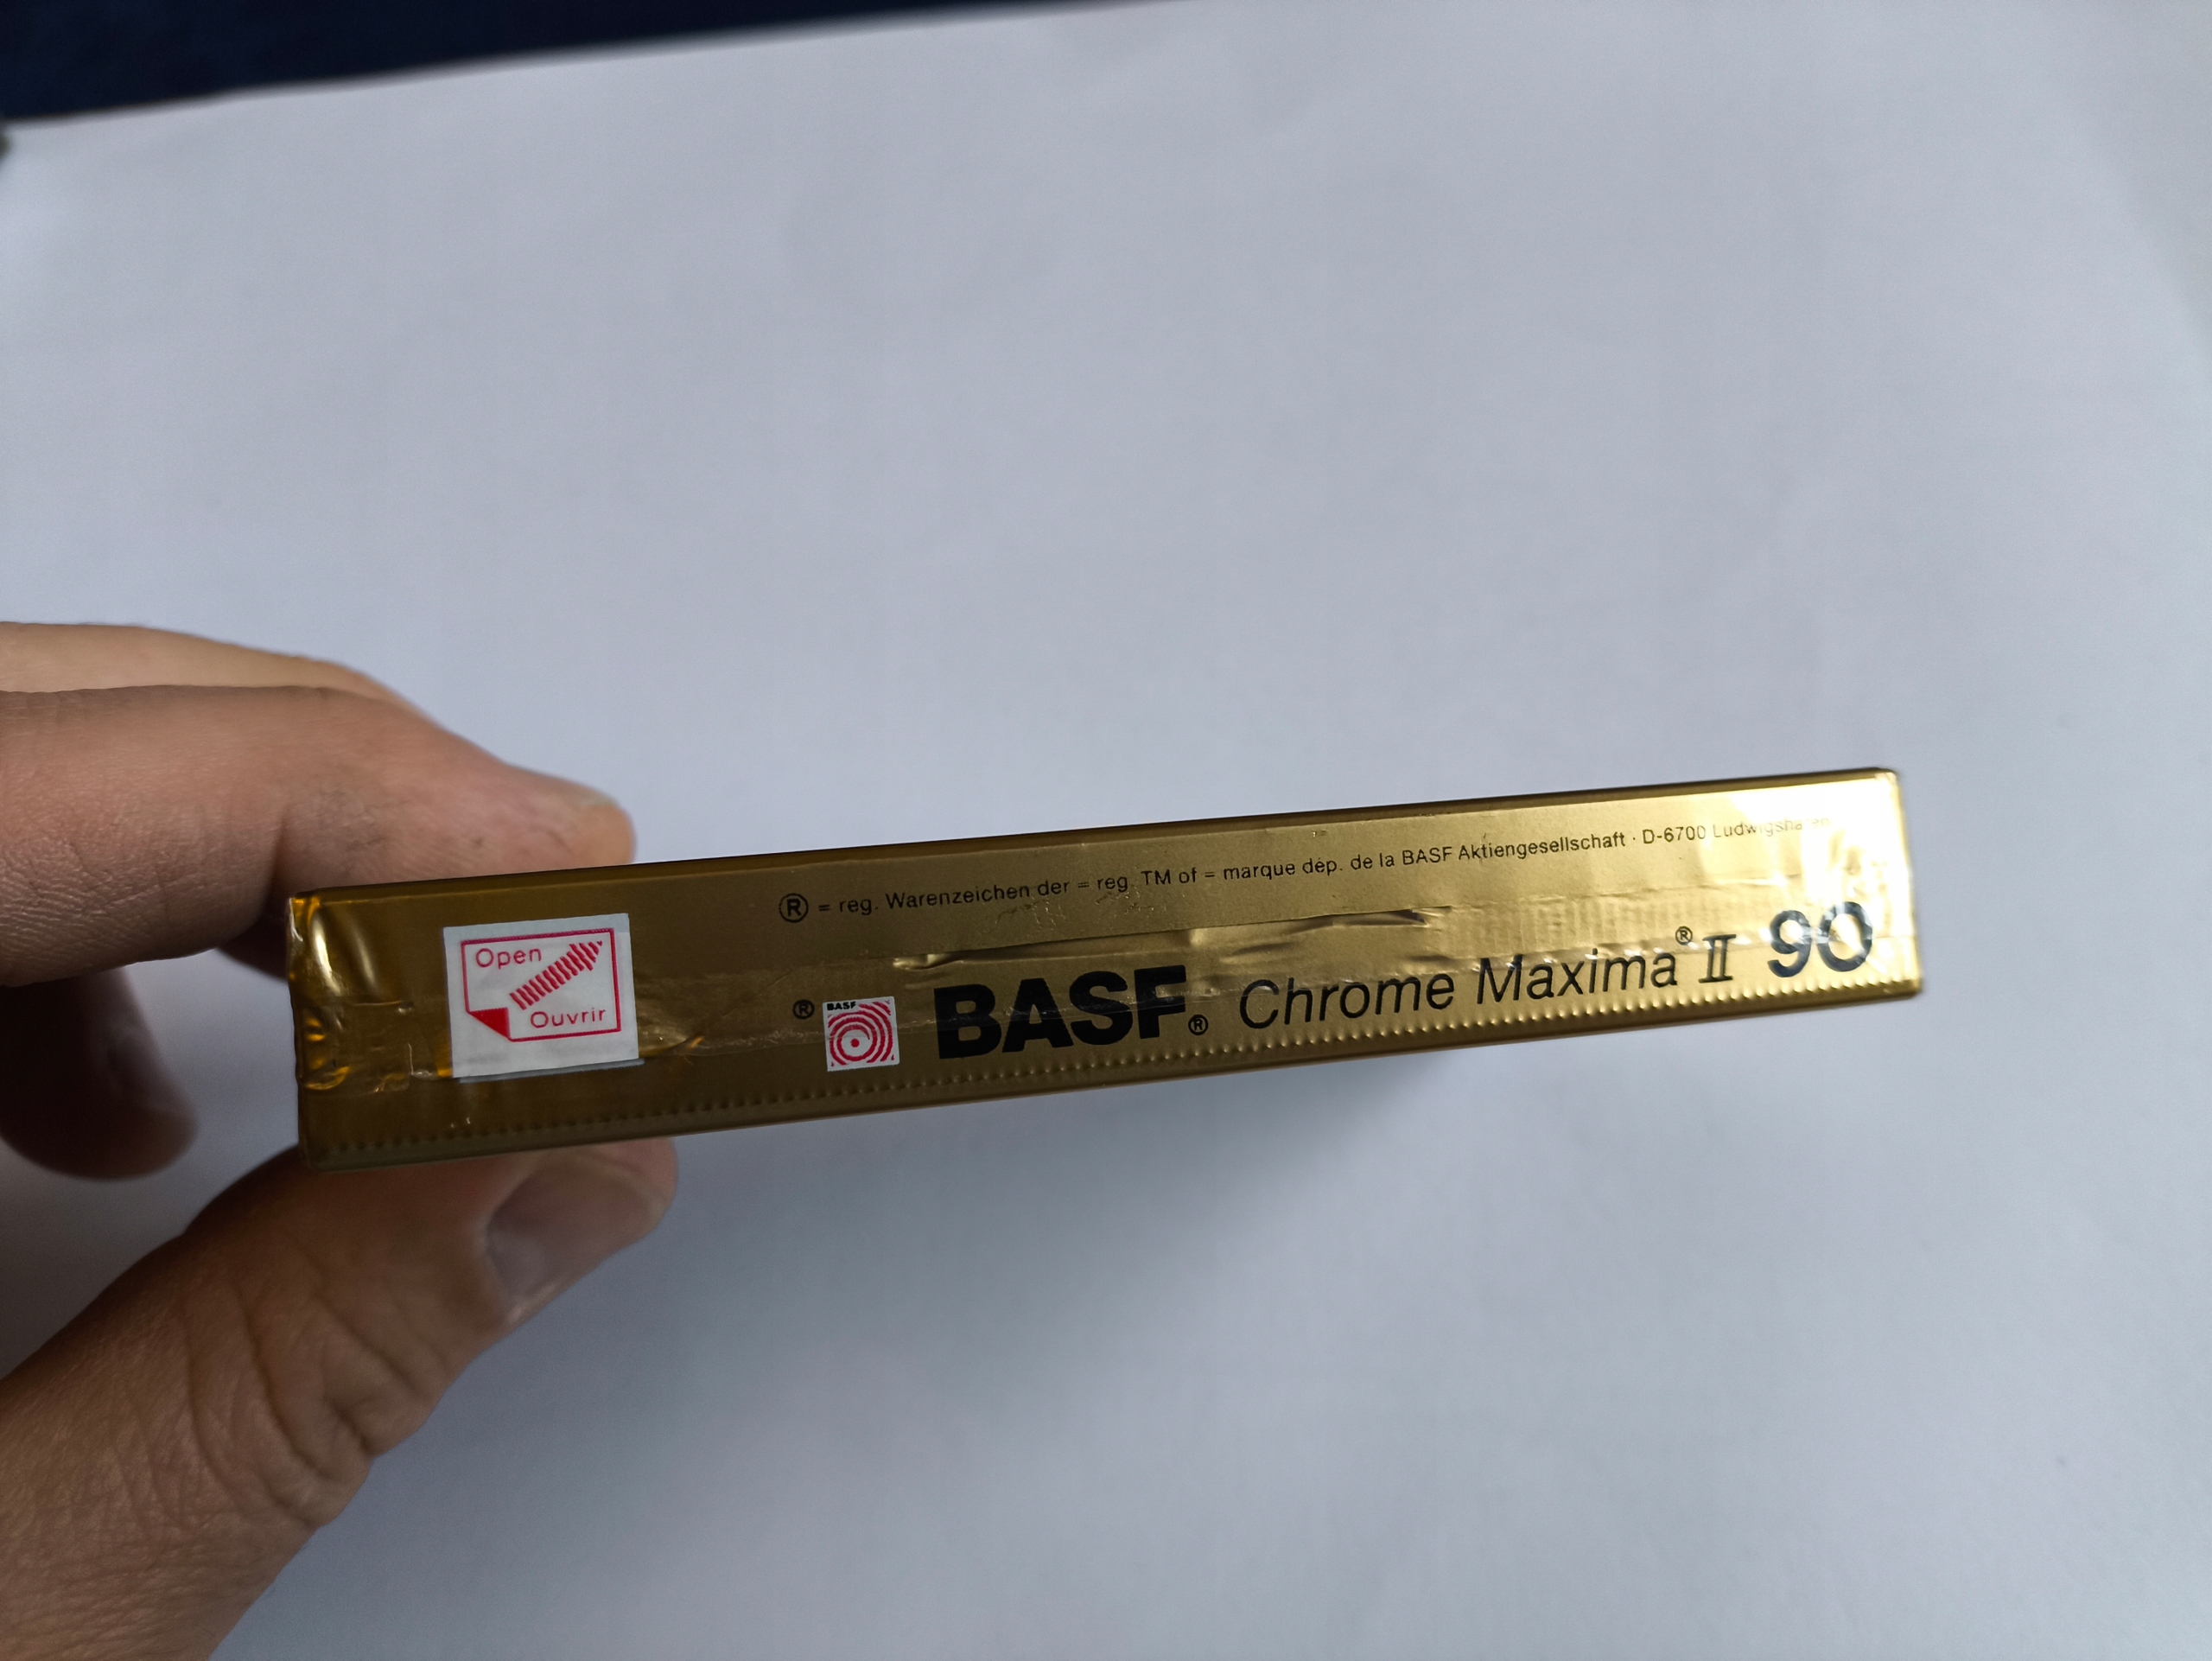 Open
Ouvrir
® = reg. Warenzeichen der = reg. TM of = marque dép. de la BASF Aktiengesellschaft · D-6700 Ludwigshafen
® BASF BASF® Chrome Maxima® II 90